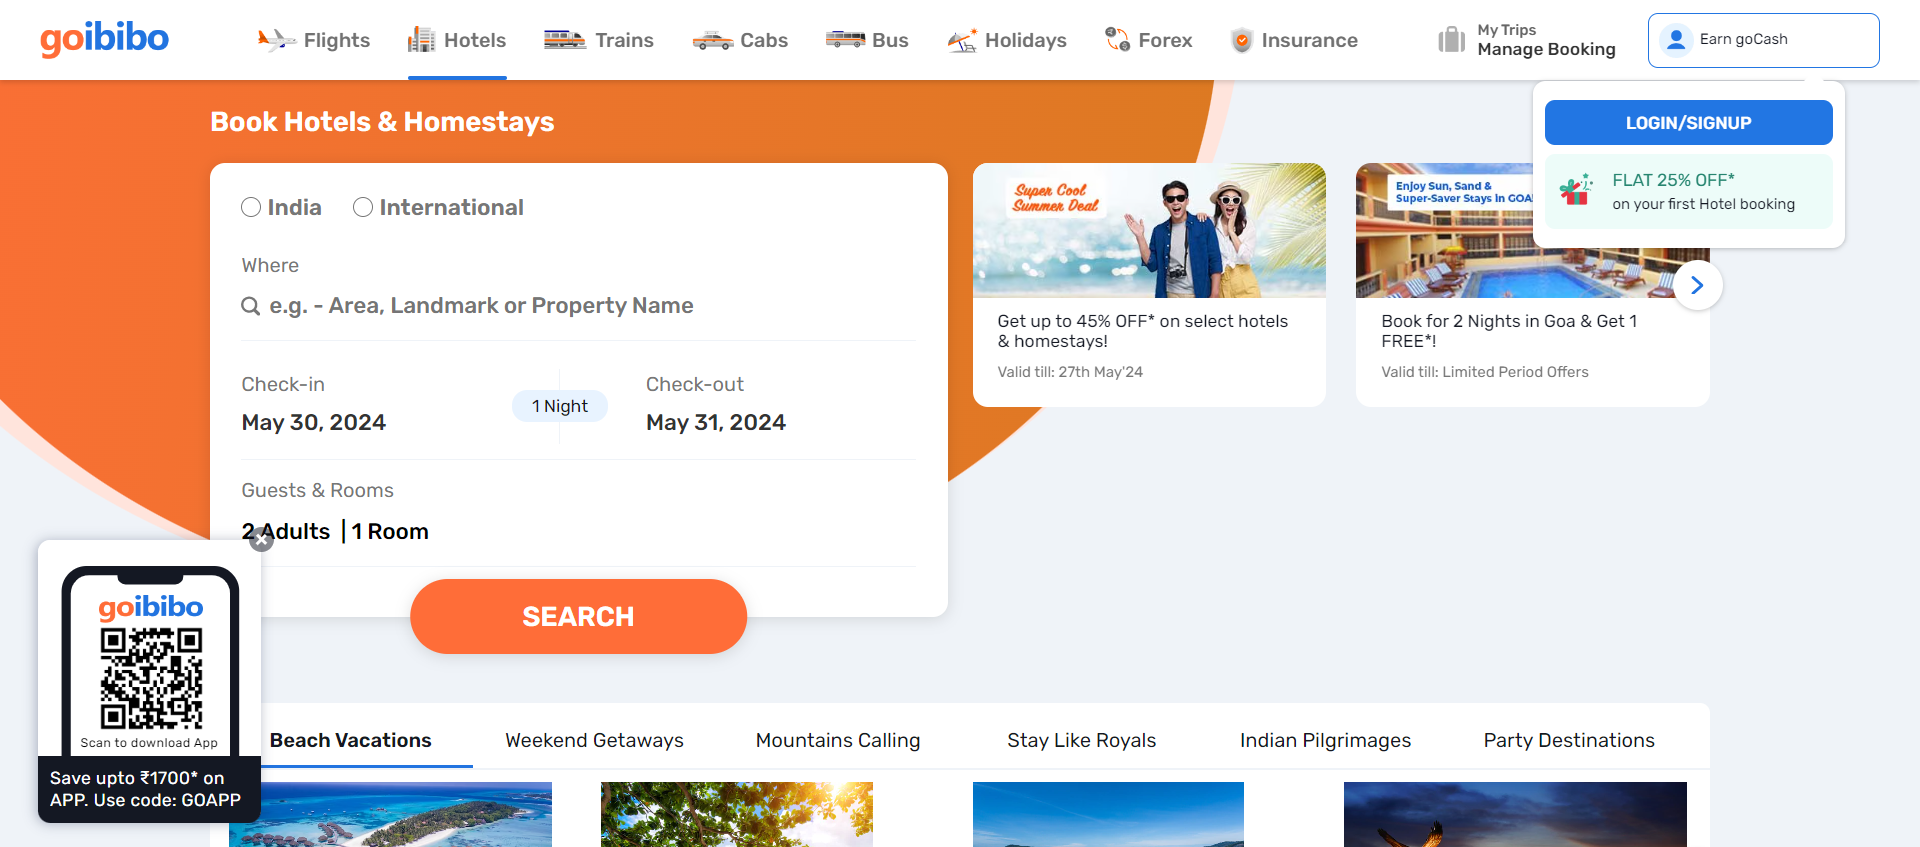 goibibo
Flights
Hotels
Trains
Cabs
Bus
Holidays
Forex
Insurance
My Trips
Manage Booking
Earn goCash
LOGIN/SIGNUP
FLAT 25% OFF*
on your first Hotel booking
Book Hotels & Homestays
India
International
Where
e.g. - Area, Landmark or Property Name
Check-in
May 30, 2024
1 Night
Check-out
May 31, 2024
Guests & Rooms
2 Adults | 1 Room
SEARCH
Super Cool
Summer Deal
Get up to 45% OFF* on select hotels
& homestays!
Valid till: 27th May'24
Enjoy Sun, Sand &
Super-Saver Stays in GOA
Book for 2 Nights in Goa & Get 1
FREE*!
Valid till: Limited Period Offers
goibibo
Scan to download App
Save upto ₹1700* on
APP. Use code: GOAPP
Beach Vacations
Weekend Getaways
Mountains Calling
Stay Like Royals
Indian Pilgrimages
Party Destinations